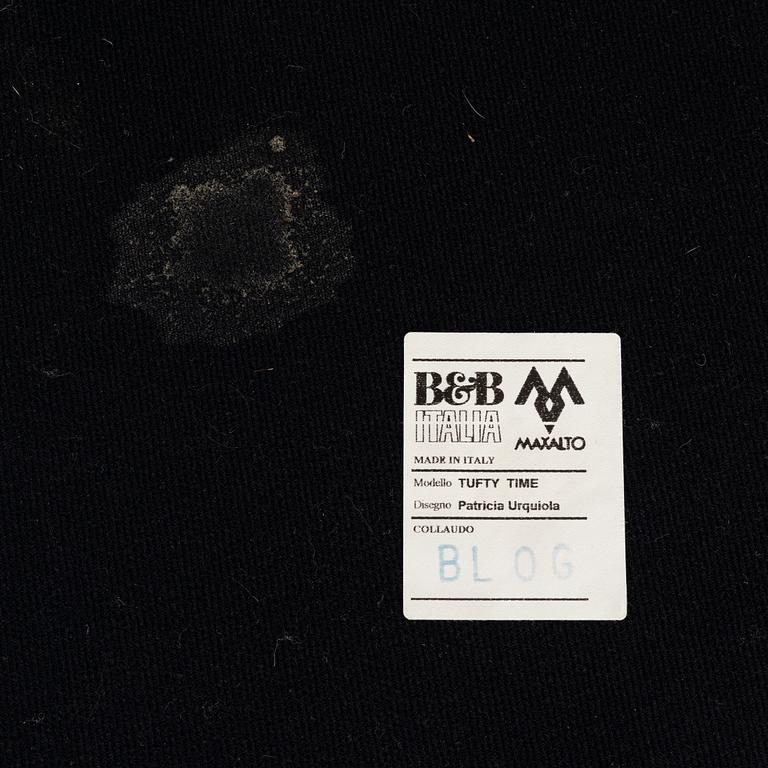 B&B
ITALIA
MAXALTO
MADE IN ITALY
Modello TUFTY TIME
Disegno Patricia Urquiola
COLLAUDO
BLOG